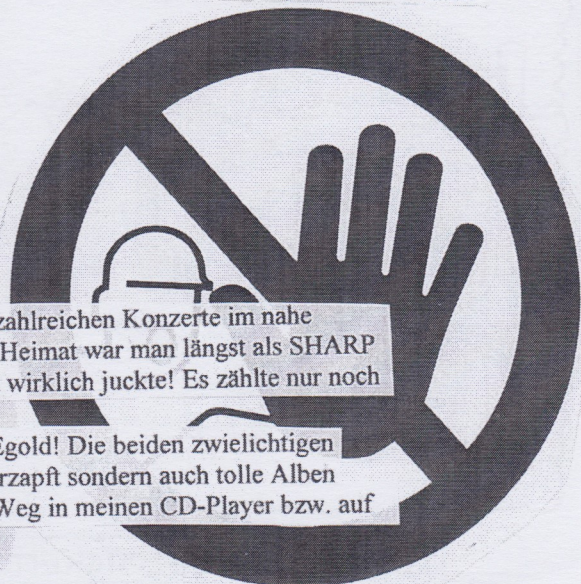 zahlreichen Konzerte im nahe
Heimat war man längst als SHARP
wirklich juckte! Es zählte nur noch
Egold! Die beiden zwielichtigen
rzapft sondern auch tolle Alben
Weg in meinen CD-Player bzw. auf